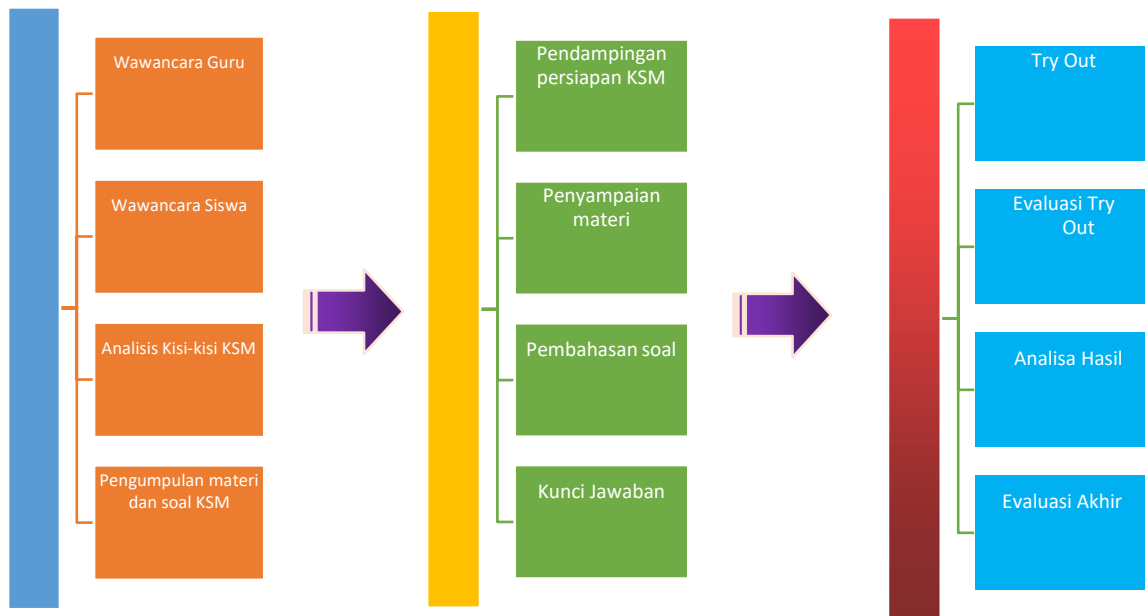 Wawancara Guru
Wawancara Siswa
Analisis Kisi-kisi KSM
Pengumpulan materi
dan soal KSM
Pendampingan
persiapan KSM
Penyampaian
materi
Pembahasan soal
Kunci Jawaban
Try Out
Evaluasi Try
Out
Analisa Hasil
Evaluasi Akhir